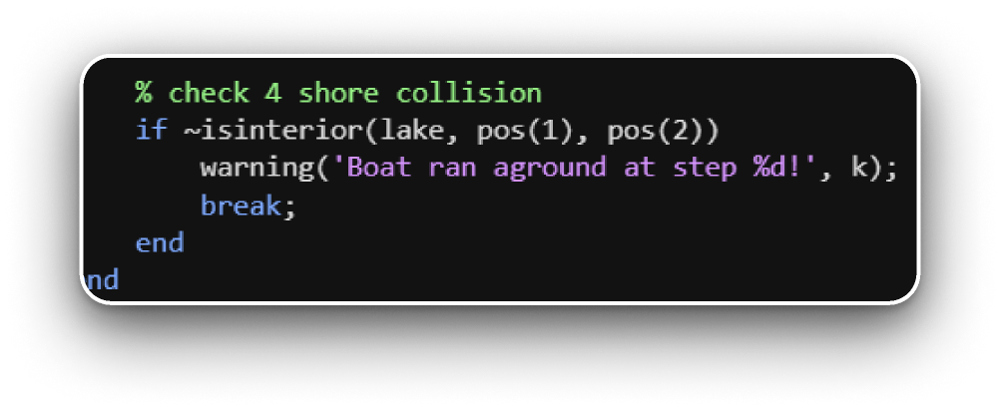 % check 4 shore collision
if ~isinterior(lake, pos(1), pos(2))
warning('Boat ran aground at step %d!', k);
break;
end
nd